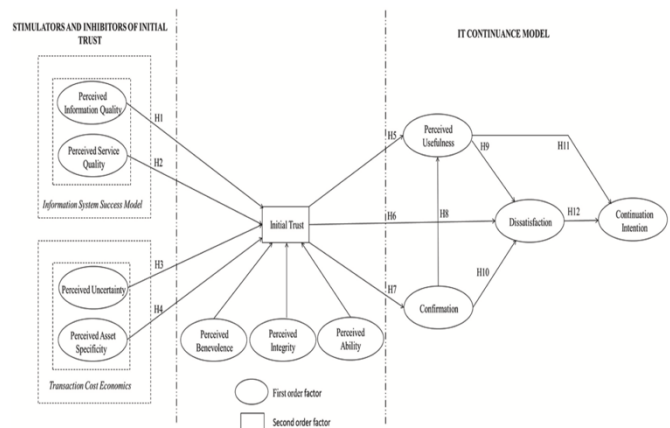 STIMULATORS AND INHIBITORS OF INITIAL
TRUST
IT CONTINUANCE MODEL
Perceived
Information Quality
Perceived Service
Quality
Information System Success Model
Perceived Uncertainty
Perceived Asset
Specificity
Transaction Cost Economics
H1
H2
H3
H4
Initial Trust
Perceived
Benevolence
Perceived
Integrity
Perceived
Ability
First order factor
Second order factor
H5
H6
H7
Perceived
Usefulness
H8
Confirmation
H9
H10
Dissatisfaction
H11
H12
Continuation
Intention